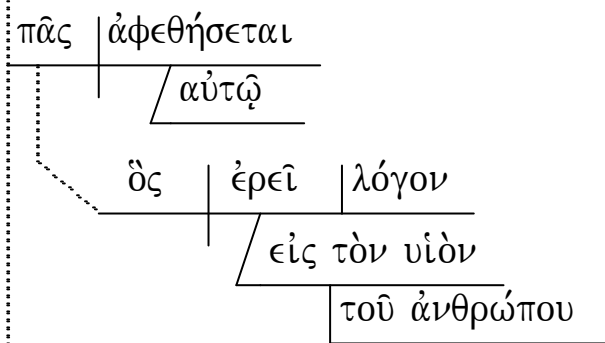 πᾶς ἀφεθήσεται
αὐτῷ
ὃς ἐρεῖ λόγον
εἰς τὸν υἱὸν
τοῦ ἀνθρώπου